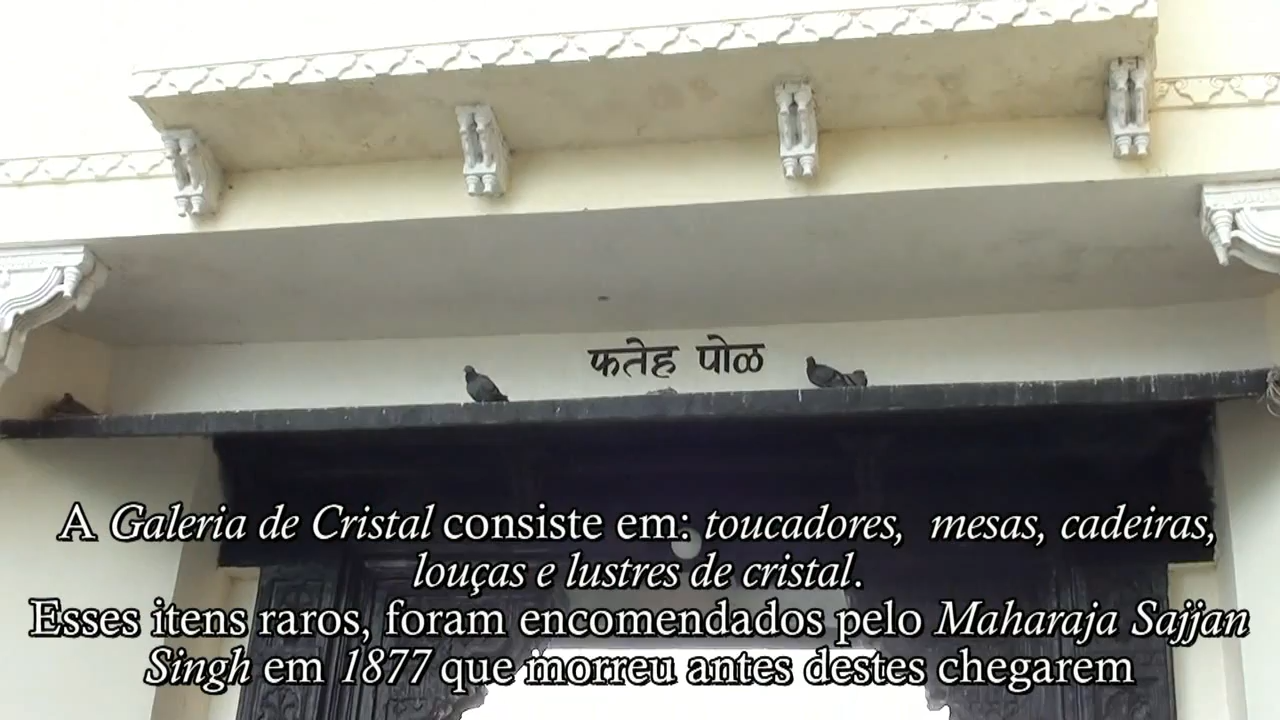 फतेह पोळ
A Galeria de Cristal consiste em: toucadores, mesas, cadeiras,
louças e lustres de cristal.
Esses itens raros, foram encomendados pelo Maharaja Sajjan
Singh em 1877 que morreu antes destes chegarem